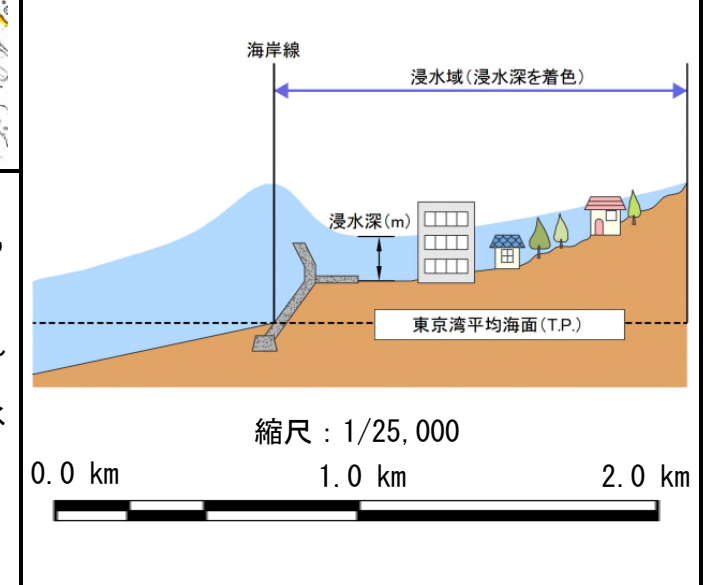 海岸線
浸水域(浸水深を着色)
浸水深(m)
東京湾平均海面(T.P.)
縮尺：1/25,000
0.0 km 1.0 km 2.0 km